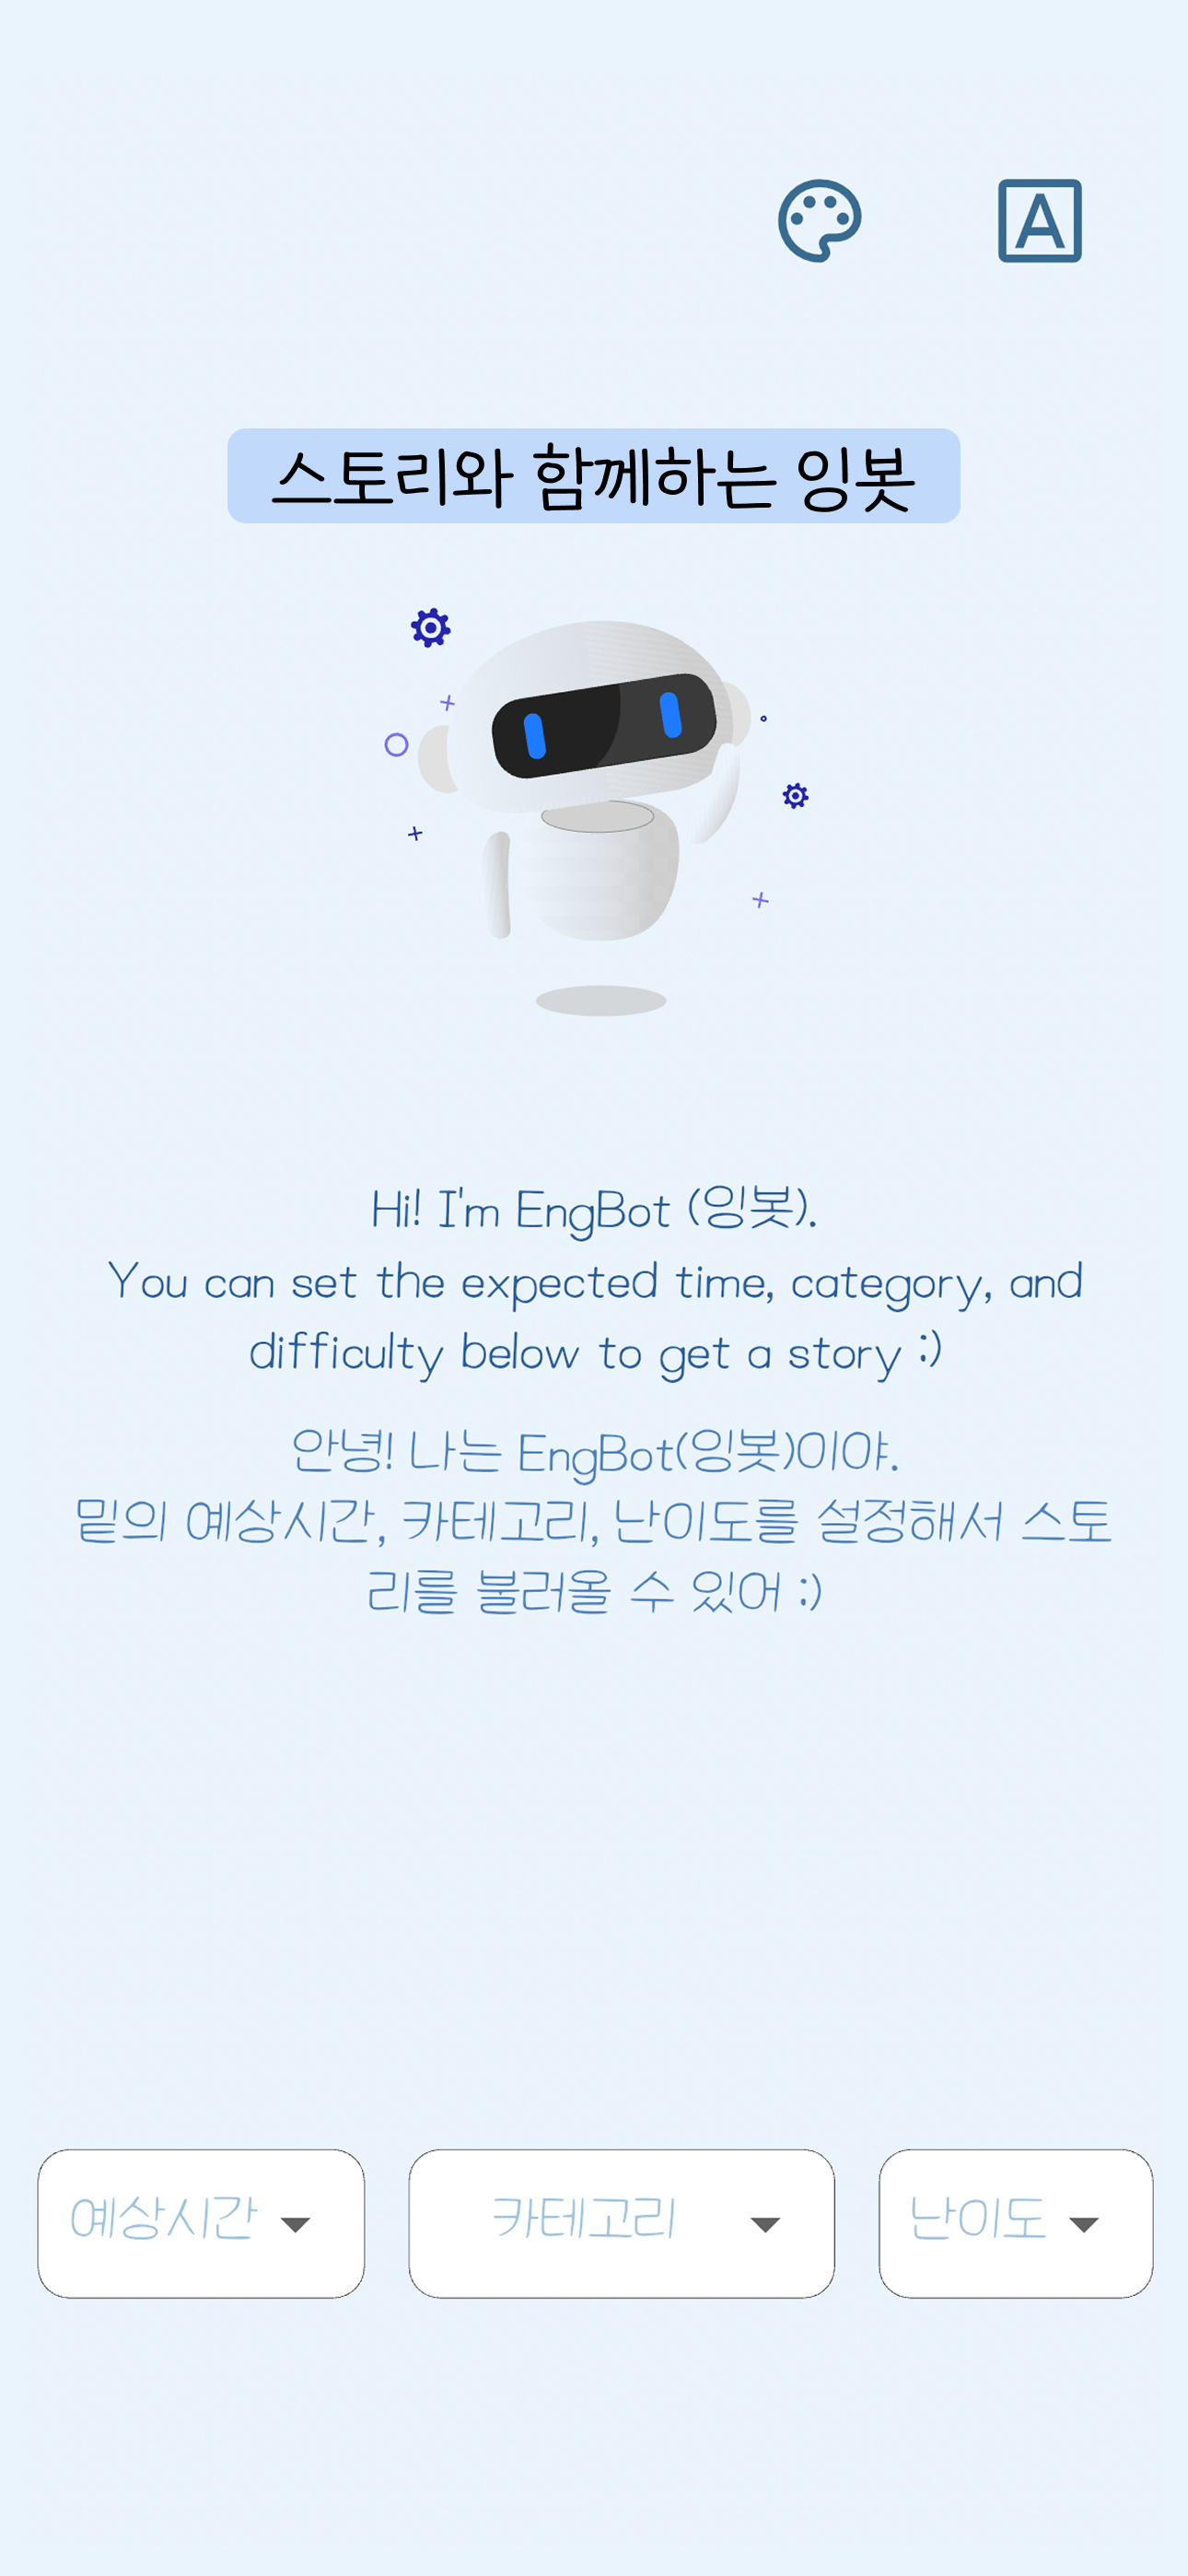 A
스토리와 함께하는 잉봇
Hi! I'm EngBot (잉봇).
You can set the expected time, category, and
difficulty below to get a story :)
안녕! 나는 EngBot(잉봇)이야.
밑의 예상시간, 카테고리, 난이도를 설정해서 스토
리를 불러올 수 있어 :)
예상시간 카테고리 난이도